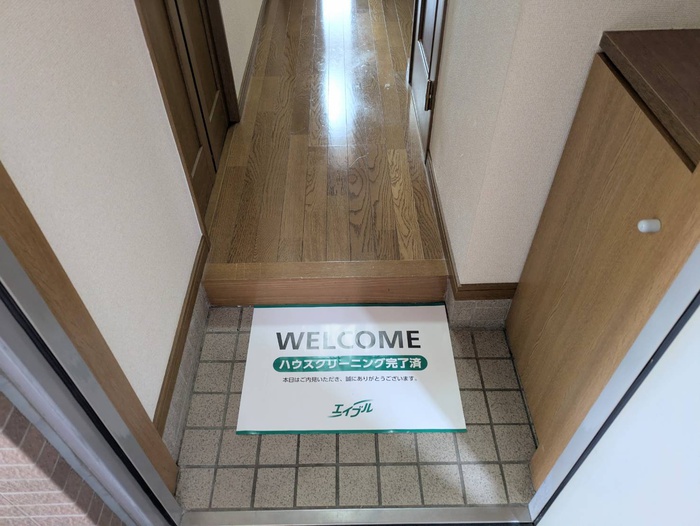 WELCOME
ハウスクリーニング完了済
本日はご内見いただき、誠にありがとうございます。
エイブル